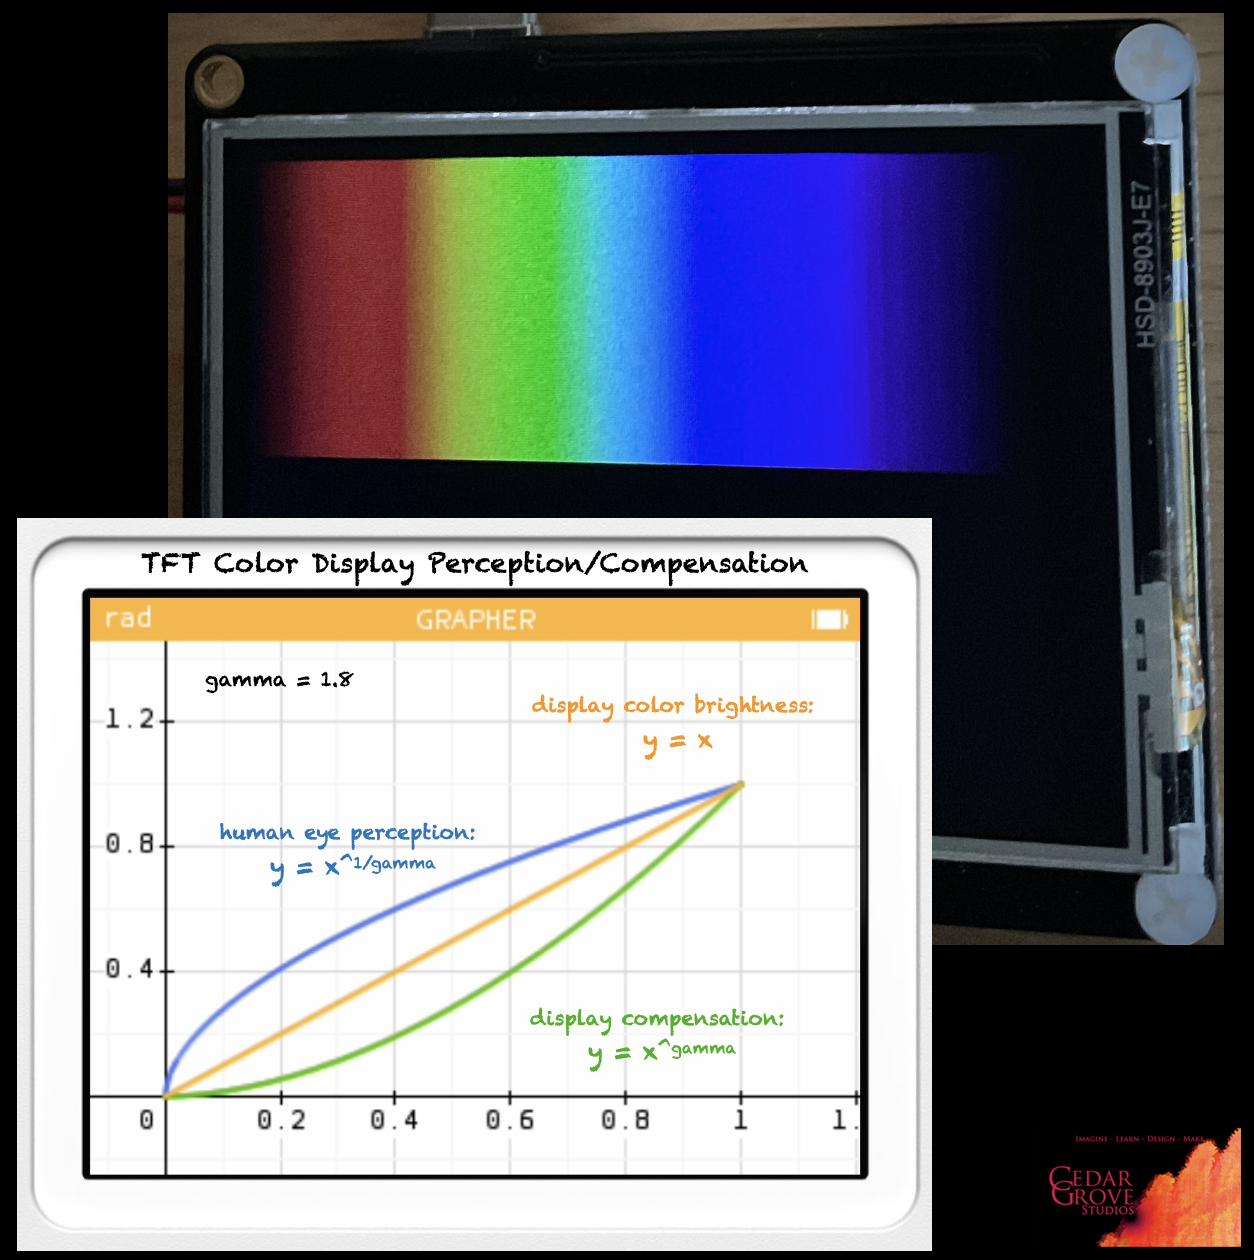 HSD-8903J-E7
TFT Color Display Perception/Compensation
rad GRAPHER
gamma = 1.8
display color brightness:
y = x
1.2
human eye perception:
y = x^1/gamma
0.8
0.4
display compensation:
y = x^gamma
0 0.2 0.4 0.6 0.8 1 1.
IMAGINE - LEARN - DESIGN - MAKE
CEDAR
GROVE
STUDIOS